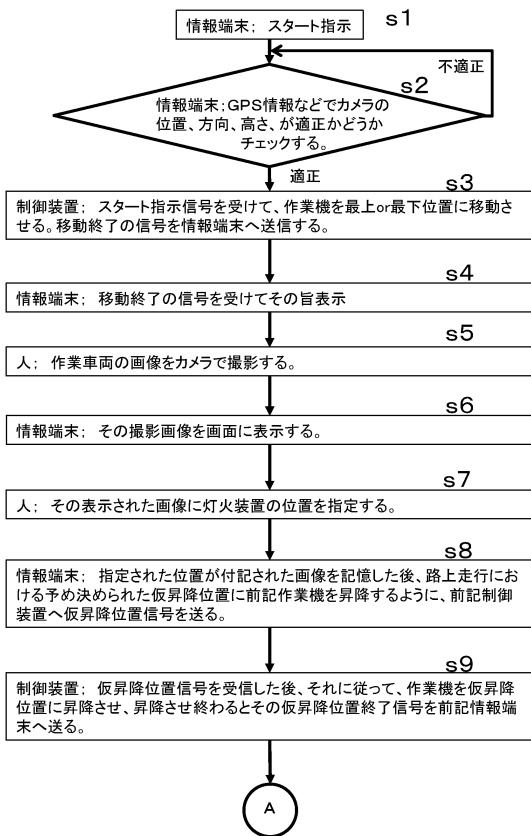 情報端末； スタート指示
s1
不適正
s2
情報端末；GPS情報などでカメラの
位置、方向、高さ、が適正かどうか
チェックする。
適正
s3
制御装置； スタート指示信号を受けて、作業機を最上or最下位置に移動さ
せる。移動終了の信号を情報端末へ送信する。
s4
情報端末； 移動終了の信号を受けてその旨表示
s5
人； 作業車両の画像をカメラで撮影する。
s6
情報端末； その撮影画像を画面に表示する。
s7
人； その表示された画像に灯火装置の位置を指定する。
s8
情報端末； 指定された位置が付記された画像を記憶した後、路上走行にお
ける予め決められた仮昇降位置に前記作業機を昇降するように、前記制御
装置へ仮昇降位置信号を送る。
s9
制御装置； 仮昇降位置信号を受信した後、それに従って、作業機を仮昇降
位置に昇降させ、昇降させ終わるとその仮昇降位置終了信号を前記情報端
末へ送る。
A